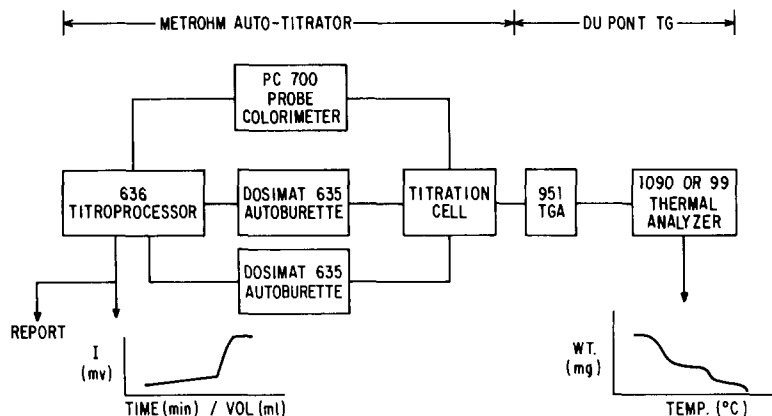 METROHM AUTO-TITRATOR
DU PONT TG
PC 700
PROBE
COLORIMETER
636
TITROPROCESSOR
DOSIMAT 635
AUTOBURETTE
TITRATION
CELL
951
TGA
1090 OR 99
THERMAL
ANALYZER
DOSIMAT 635
AUTOBURETTE
REPORT
I
(mv)
TIME (min) / VOL (ml)
WT.
(mg)
TEMP. (°C)